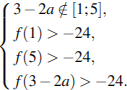 3 − 2a ∉ [1;5],
f(1) > −24,
f(5) > −24,
f(3−2a) > −24.